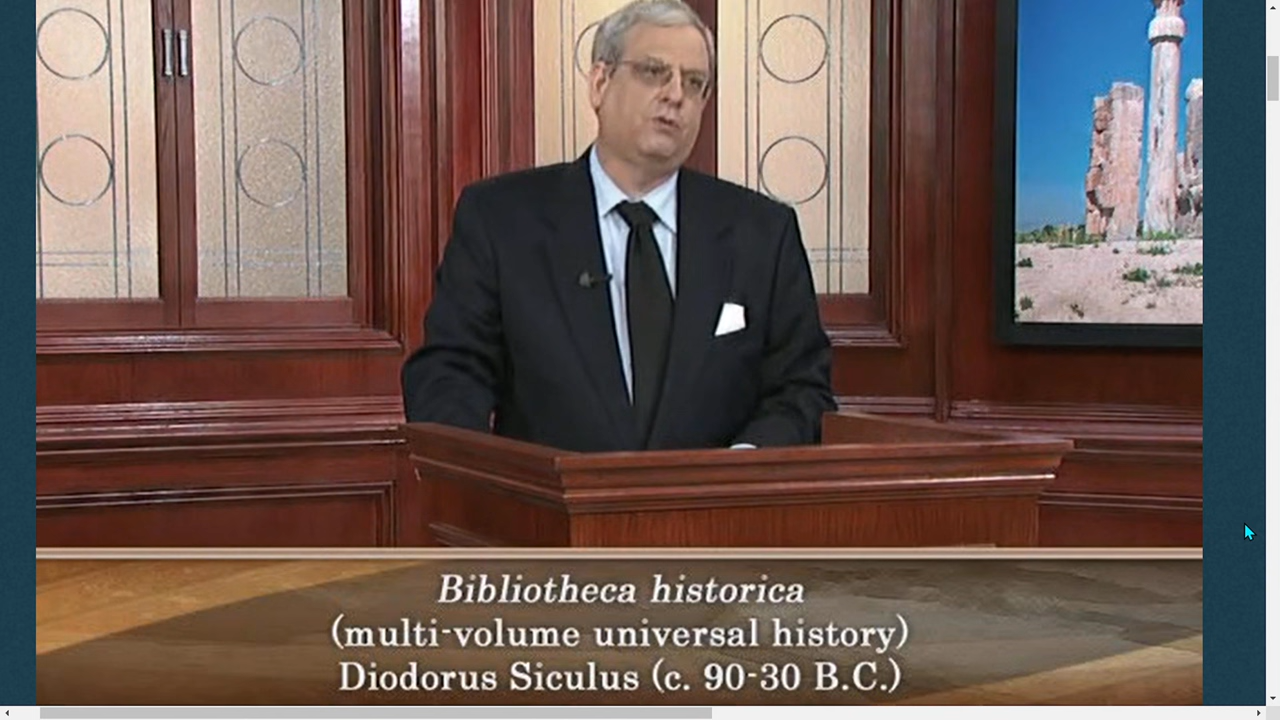 Bibliotheca historica
(multi-volume universal history)
Diodorus Siculus (c. 90-30 B.C.)